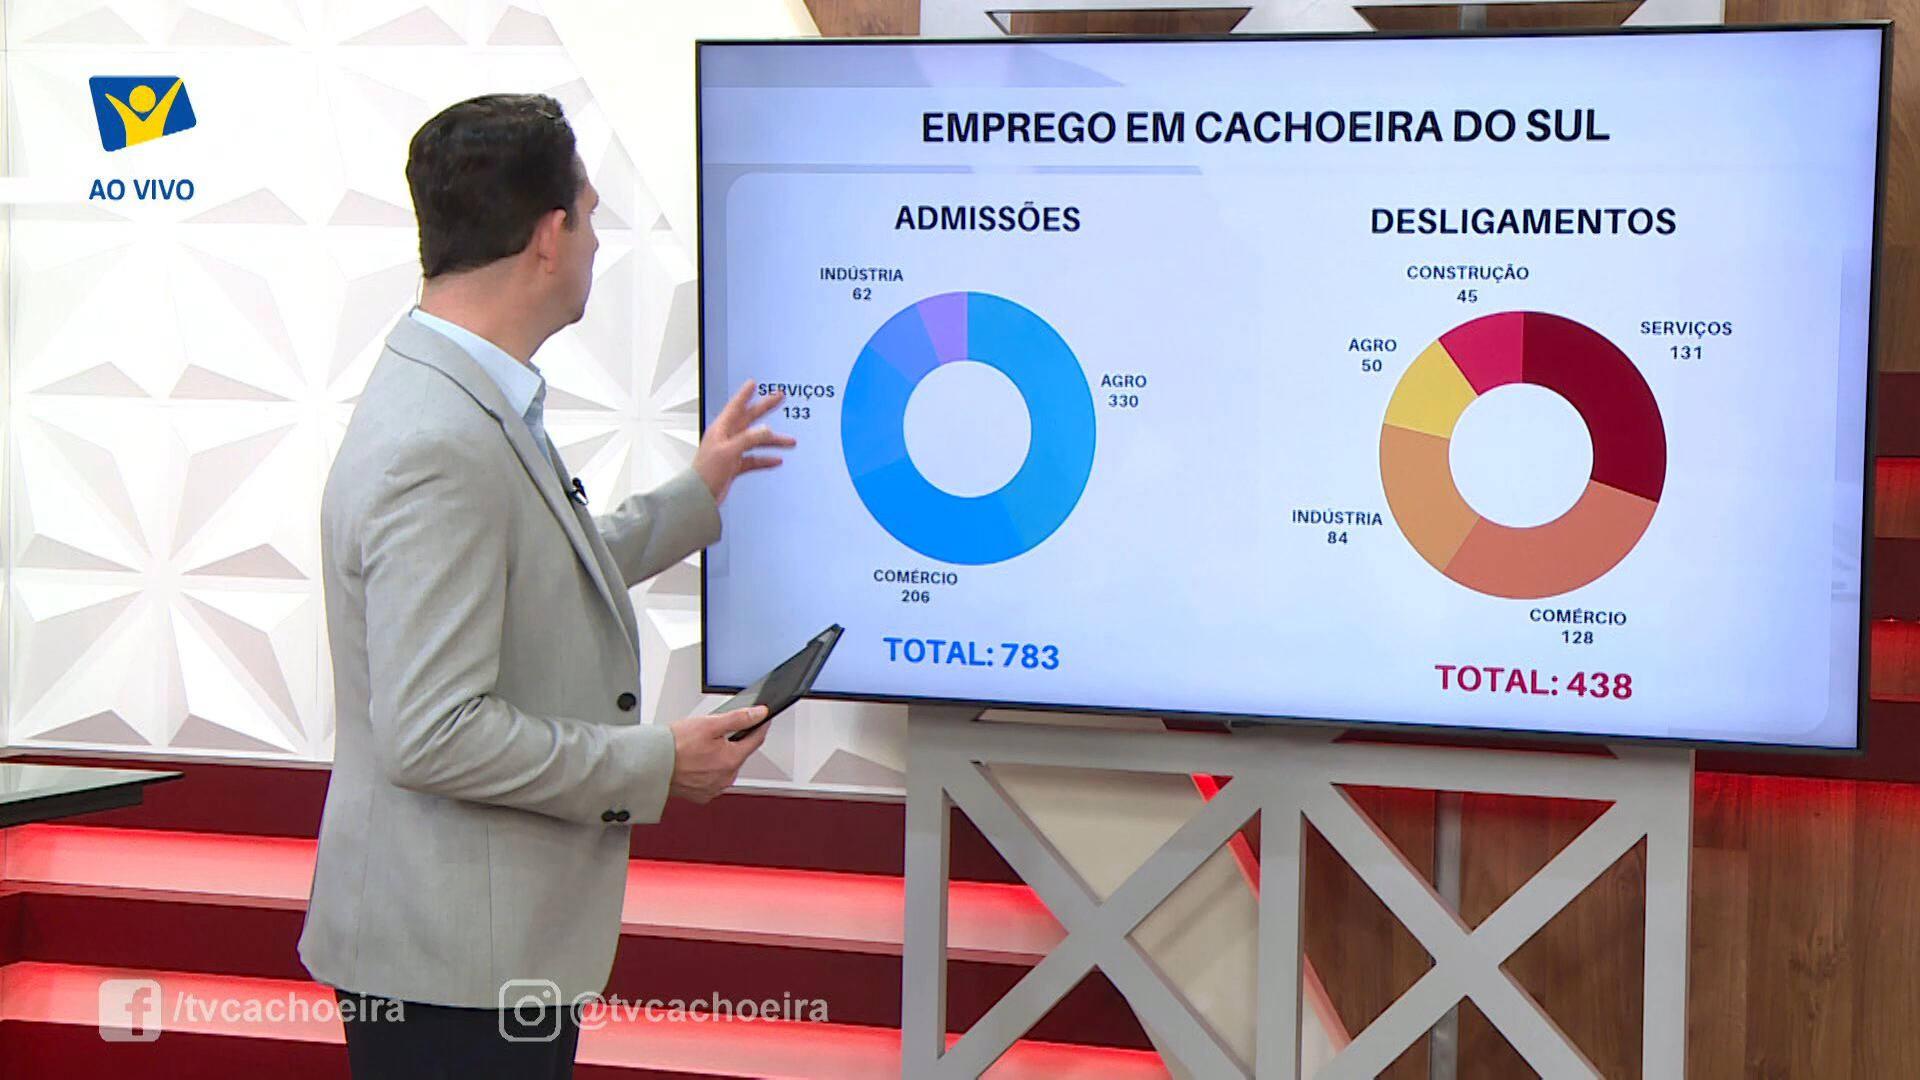 AO VIVO
EMPREGO EM CACHOEIRA DO SUL
ADMISSÕES
INDÚSTRIA
62
SERVIÇOS
133
AGRO
330
COMÉRCIO
206
TOTAL: 783
DESLIGAMENTOS
CONSTRUÇÃO
45
AGRO
50
SERVIÇOS
131
INDÚSTRIA
84
COMÉRCIO
128
TOTAL: 438
/tvcachoeira
@tvcachoeira